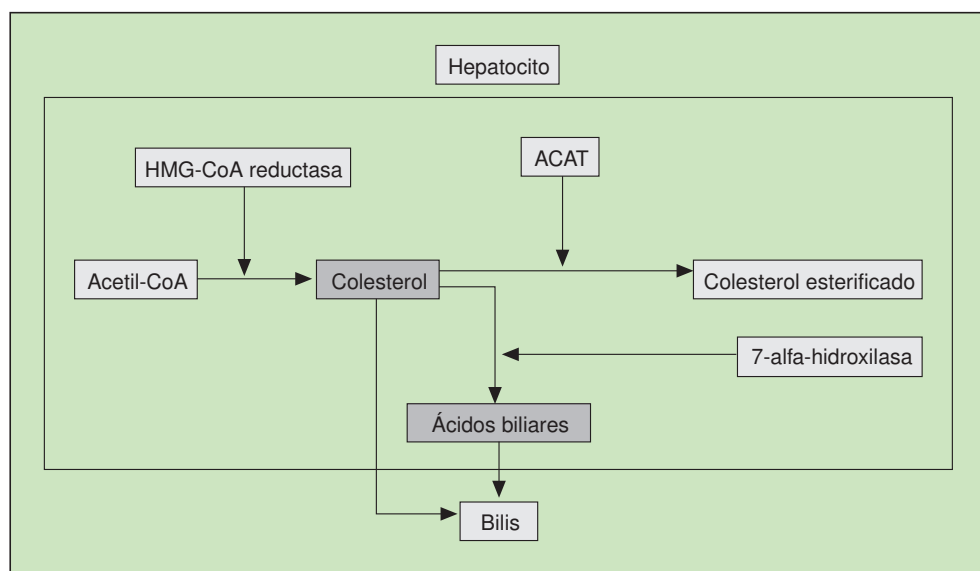 Hepatocito
ACAT
HMG-CoA reductasa
Acetil-CoA
Colesterol
Colesterol esterificado
7-alfa-hidroxilasa
Ácidos biliares
Bilis